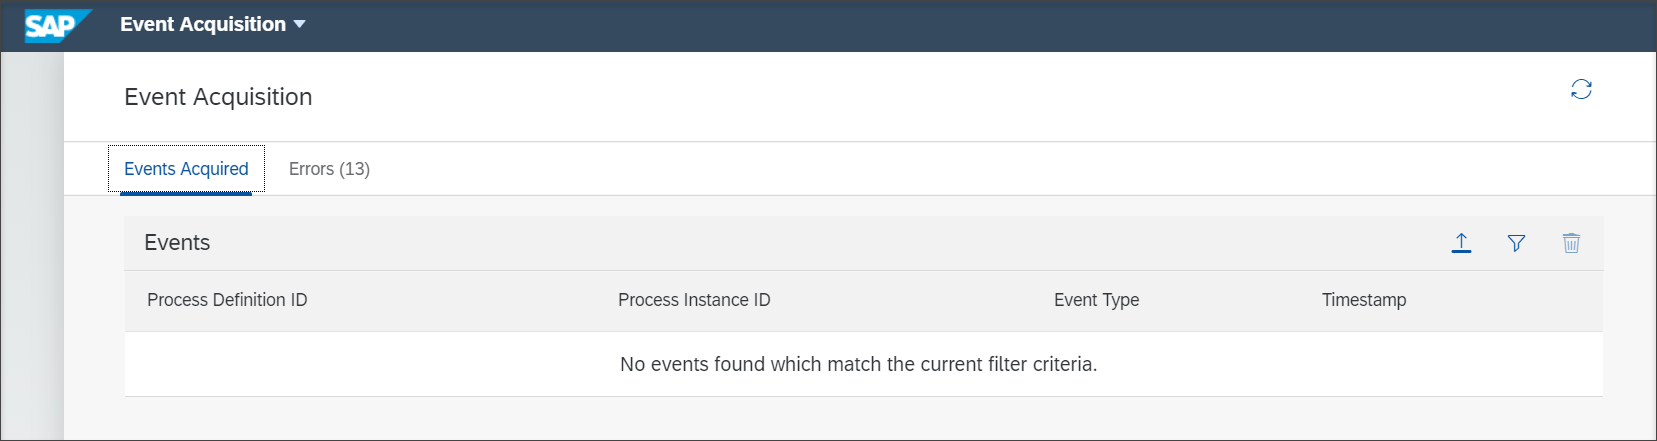 SAP Event Acquisition
Event Acquisition
Events Acquired Errors (13)
Events
Process Definition ID Process Instance ID Event Type Timestamp
No events found which match the current filter criteria.